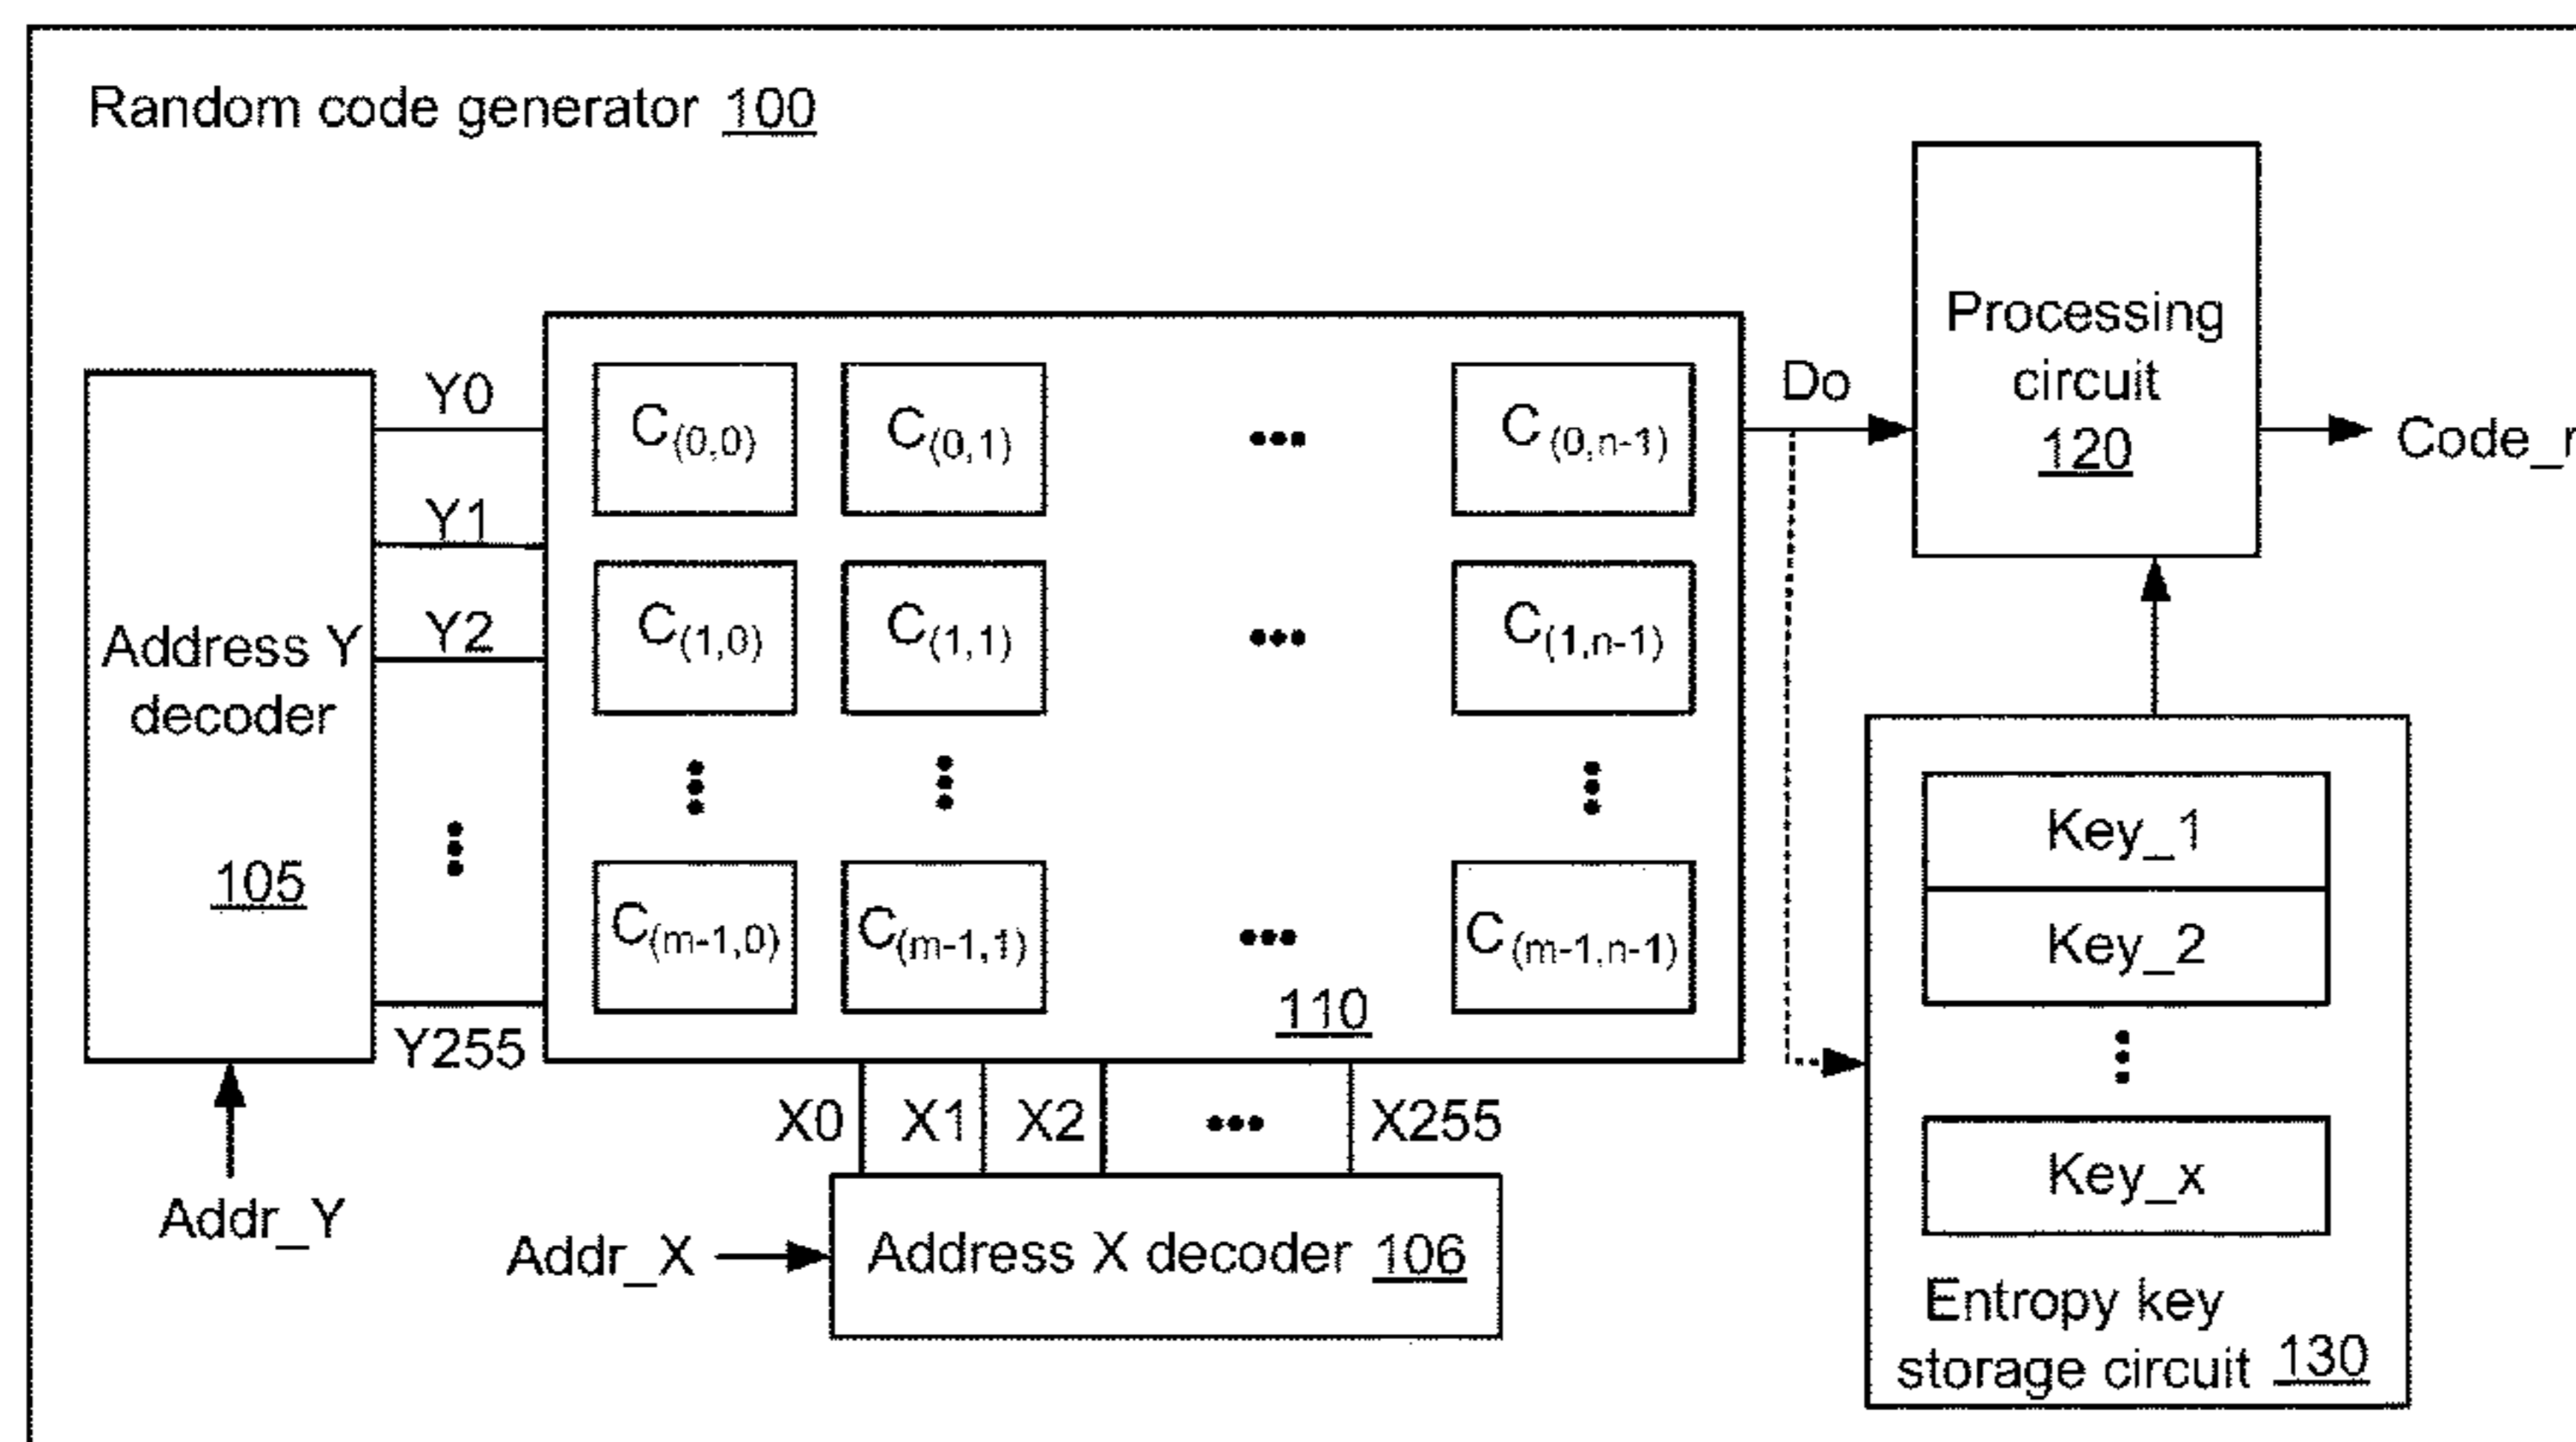 Random code generator 100
Processing
circuit
120
Do
Code_r
Y0
Y1
Y2
Y255
Address Y
decoder
105
Addr_Y
C(0,0) C(0,1) ••• C(0,n-1)
C(1,0) C(1,1) ••• C(1,n-1)
C(m-1,0) C(m-1,1) ••• C(m-1,n-1)
110
X0 X1 X2 ••• X255
Addr_X
Address X decoder 106
Key_1
Key_2
Key_x
Entropy key
storage circuit 130